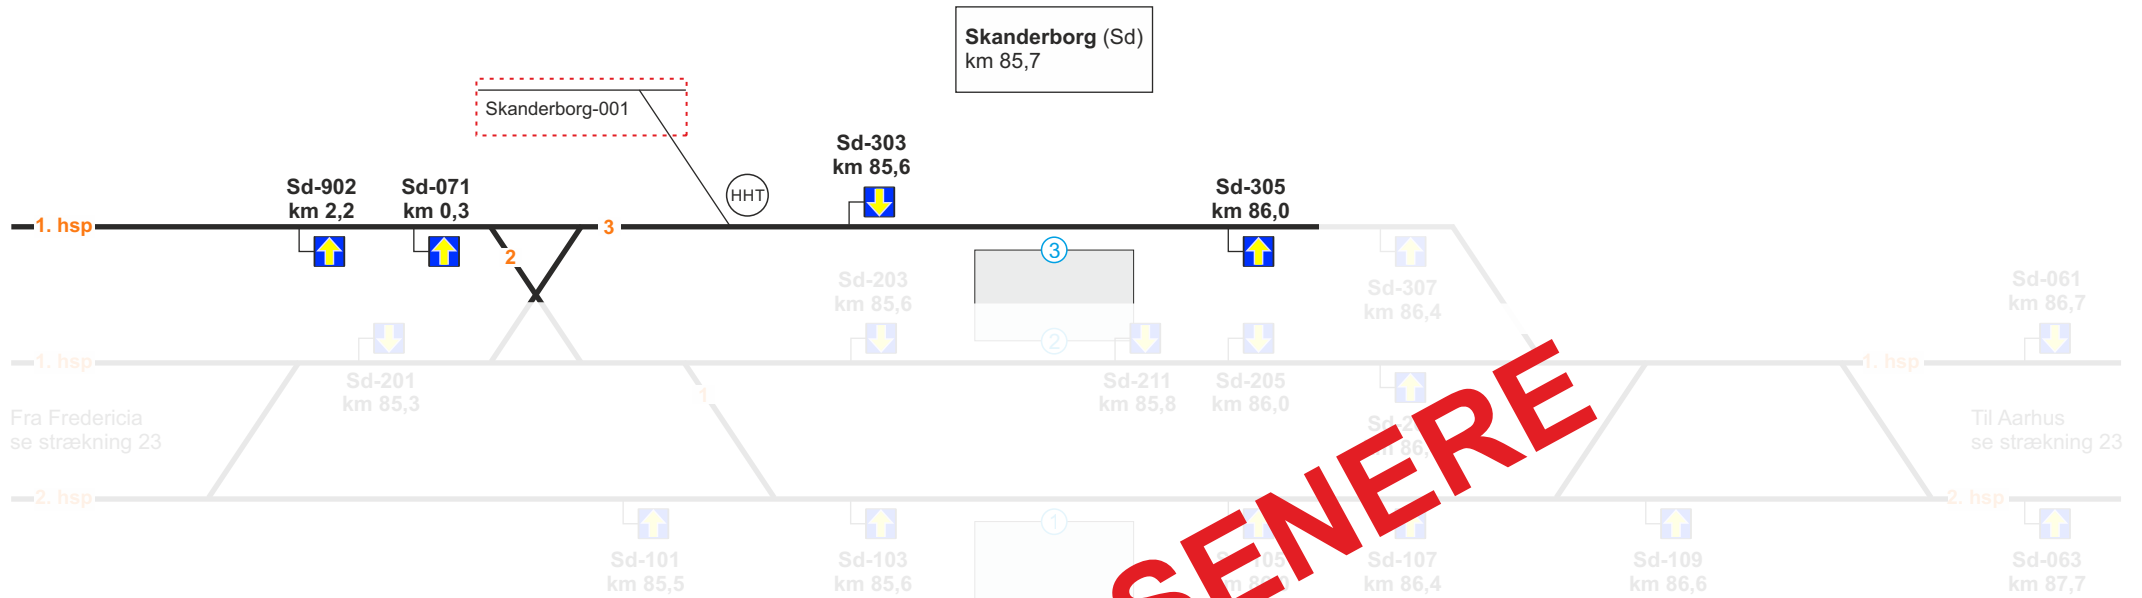 Skanderborg (Sd)
km 85,7
Skanderborg-001
HHT
Sd-303
km 85,6
Sd-902
km 2,2
Sd-071
km 0,3
Sd-305
km 86,0
1. hsp
3
2
3
Sd-203
km 85,6
Sd-307
km 86,4
Sd-061
km 86,7
2
1. hsp
1. hsp
Sd-201
km 85,3
1
Sd-211
km 85,8
Sd-205
km 86,0
Fra Fredericia
se strækning 23
Til Aarhus
se strækning 23
SENERE
2. hsp
2. hsp
1
Sd-101
km 85,5
Sd-103
km 85,6
Sd-107
km 86,4
Sd-109
km 86,6
Sd-063
km 87,7